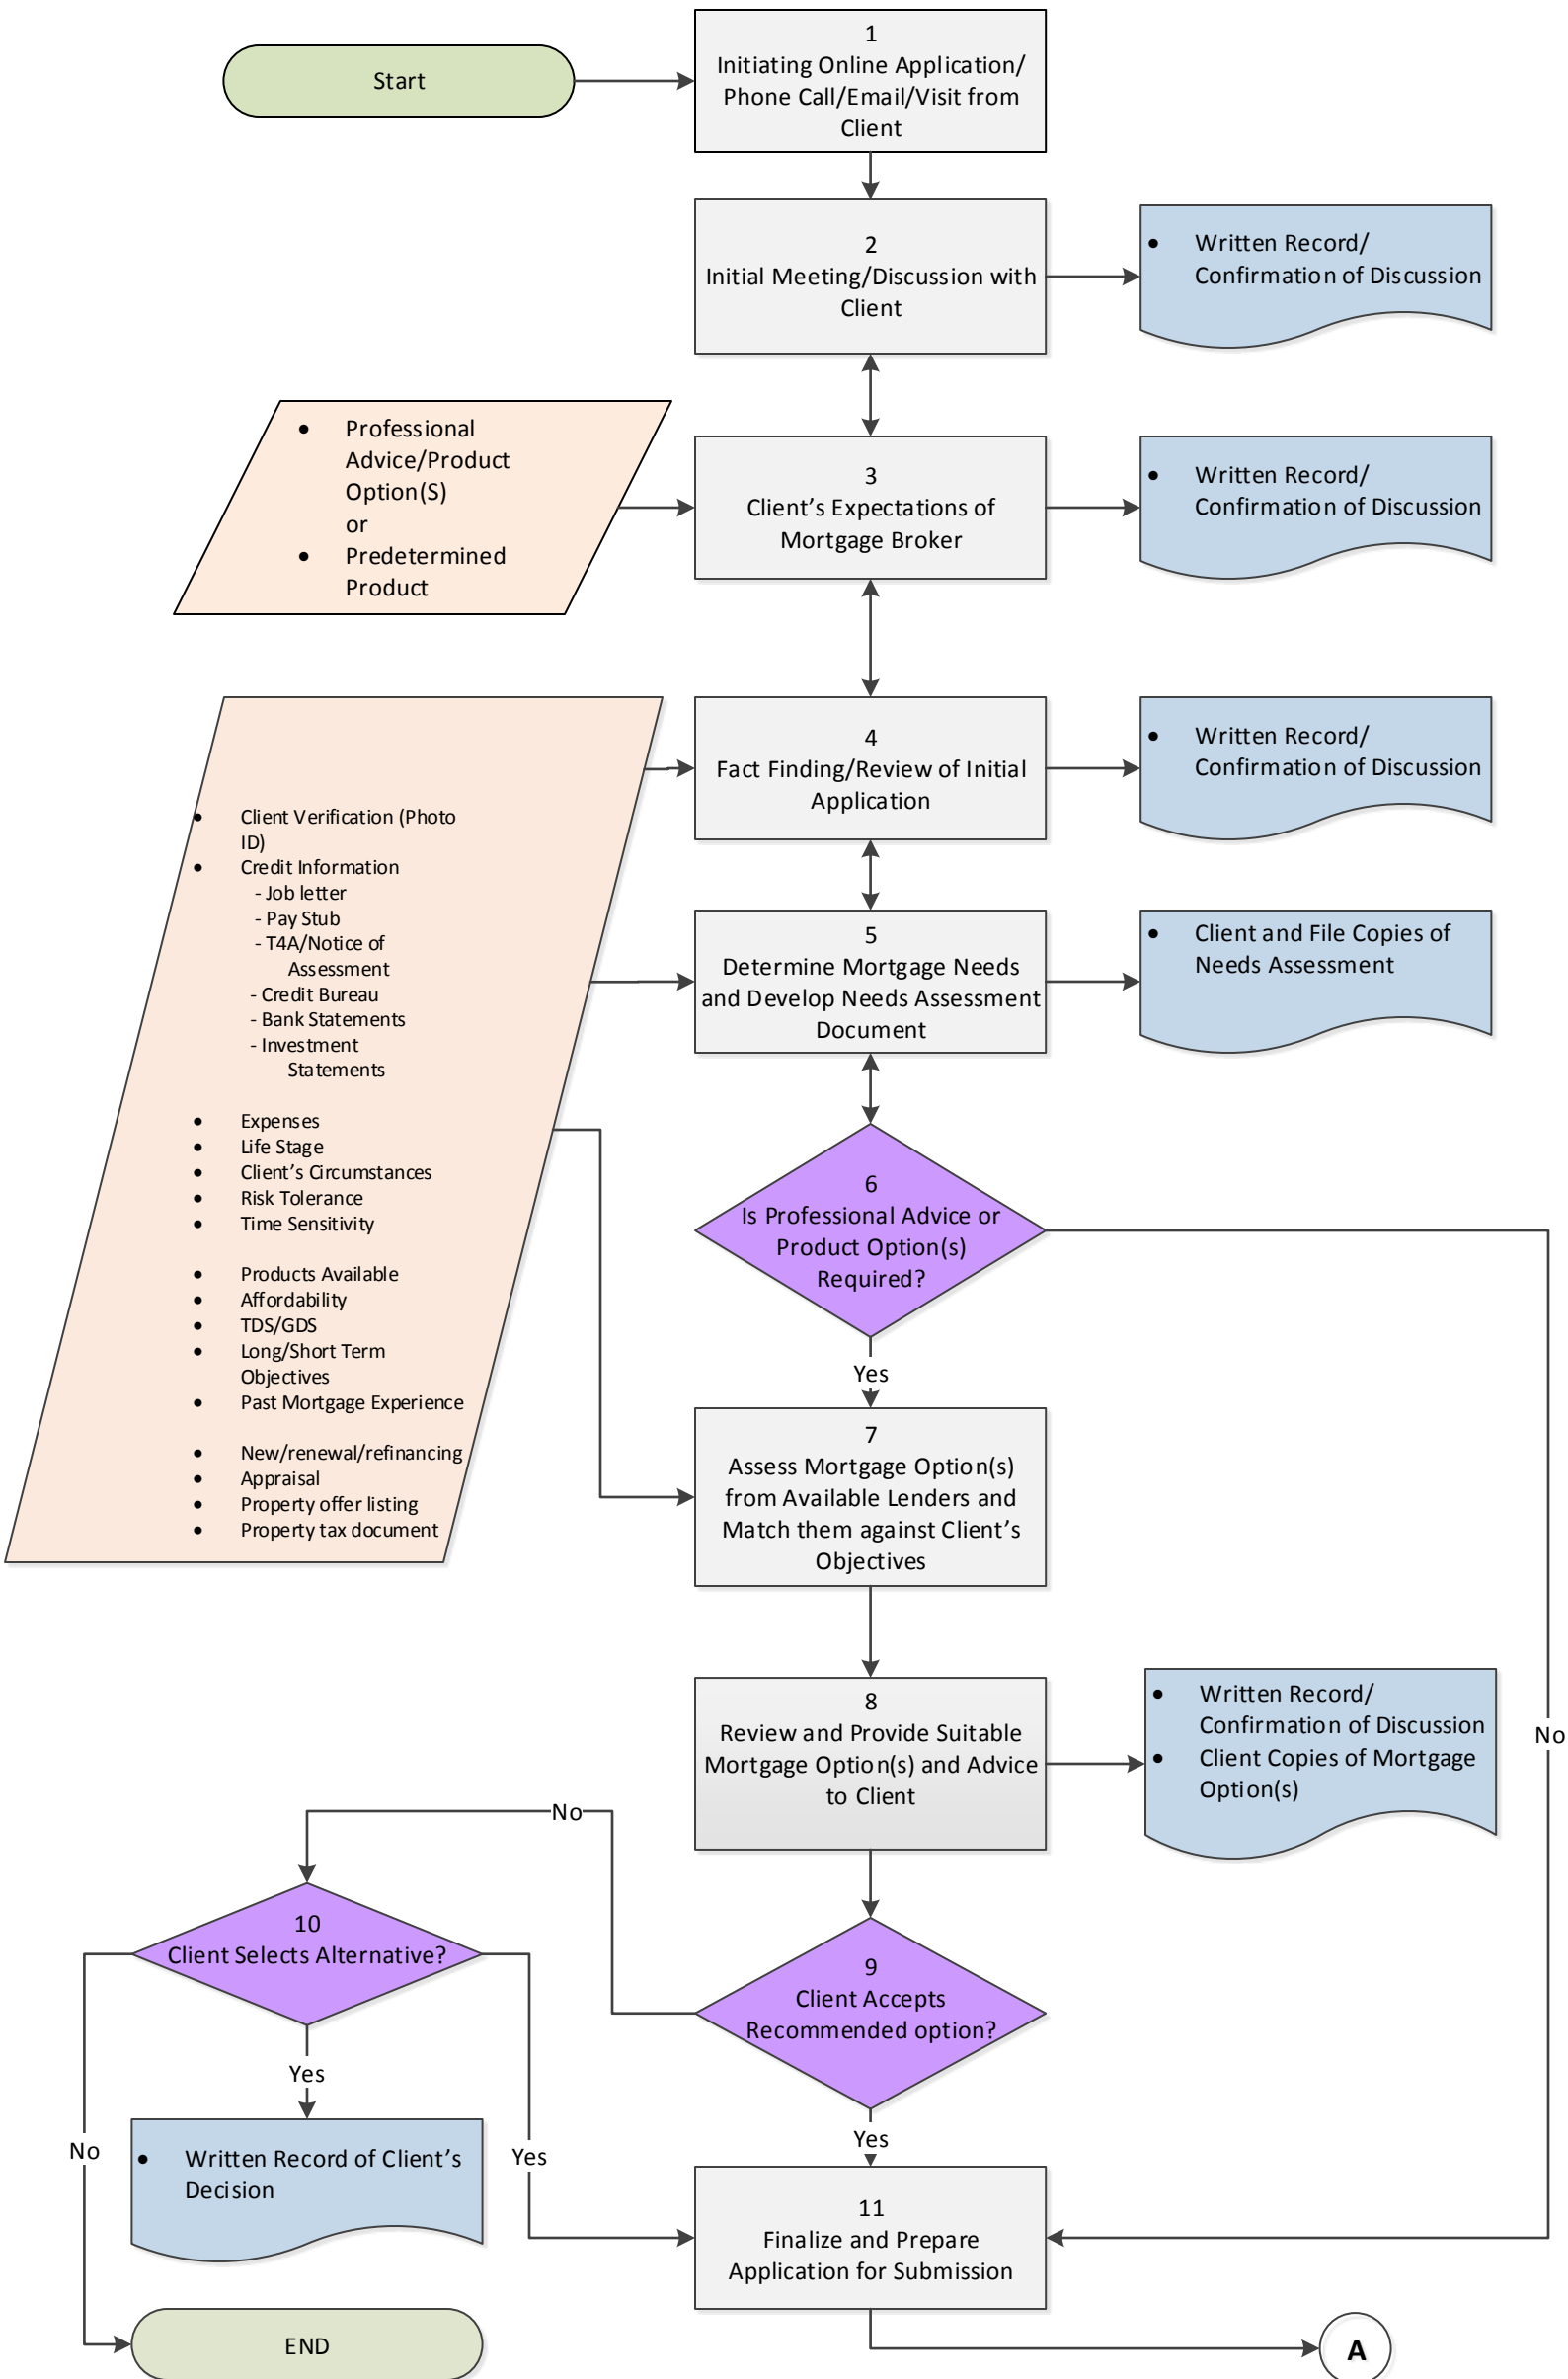 Start
1
Initiating Online Application/
Phone Call/Email/Visit from
Client
2
Initial Meeting/Discussion with
Client
• Written Record/
Confirmation of Discussion
• Professional
Advice/Product
Option(S)
or
• Predetermined
Product
3
Client’s Expectations of
Mortgage Broker
• Written Record/
Confirmation of Discussion
4
Fact Finding/Review of Initial
Application
• Written Record/
Confirmation of Discussion
• Client Verification (Photo
ID)
• Credit Information
- Job letter
- Pay Stub
- T4A/Notice of
Assessment
- Credit Bureau
- Bank Statements
- Investment
Statements
• Expenses
• Life Stage
• Client’s Circumstances
• Risk Tolerance
• Time Sensitivity
• Products Available
• Affordability
• TDS/GDS
• Long/Short Term
Objectives
• Past Mortgage Experience
• New/renewal/refinancing
• Appraisal
• Property offer listing
• Property tax document
5
Determine Mortgage Needs
and Develop Needs Assessment
Document
• Client and File Copies of
Needs Assessment
6
Is Professional Advice or
Product Option(s)
Required?
Yes
No
7
Assess Mortgage Option(s)
from Available Lenders and
Match them against Client’s
Objectives
8
Review and Provide Suitable
Mortgage Option(s) and Advice
to Client
• Written Record/
Confirmation of Discussion
• Client Copies of Mortgage
Option(s)
No
9
Client Accepts
Recommended option?
Yes
10
Client Selects Alternative?
Yes
No
Yes
• Written Record of Client’s
Decision
11
Finalize and Prepare
Application for Submission
END
A